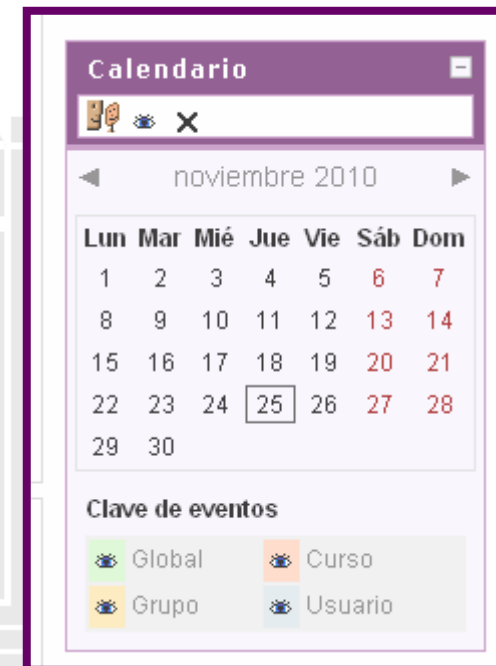 Calendario
noviembre 2010
Lun Mar Mié Jue Vie Sáb Dom
1 2 3 4 5 6 7
8 9 10 11 12 13 14
15 16 17 18 19 20 21
22 23 24 25 26 27 28
29 30
Clave de eventos
Global Curso
Grupo Usuario